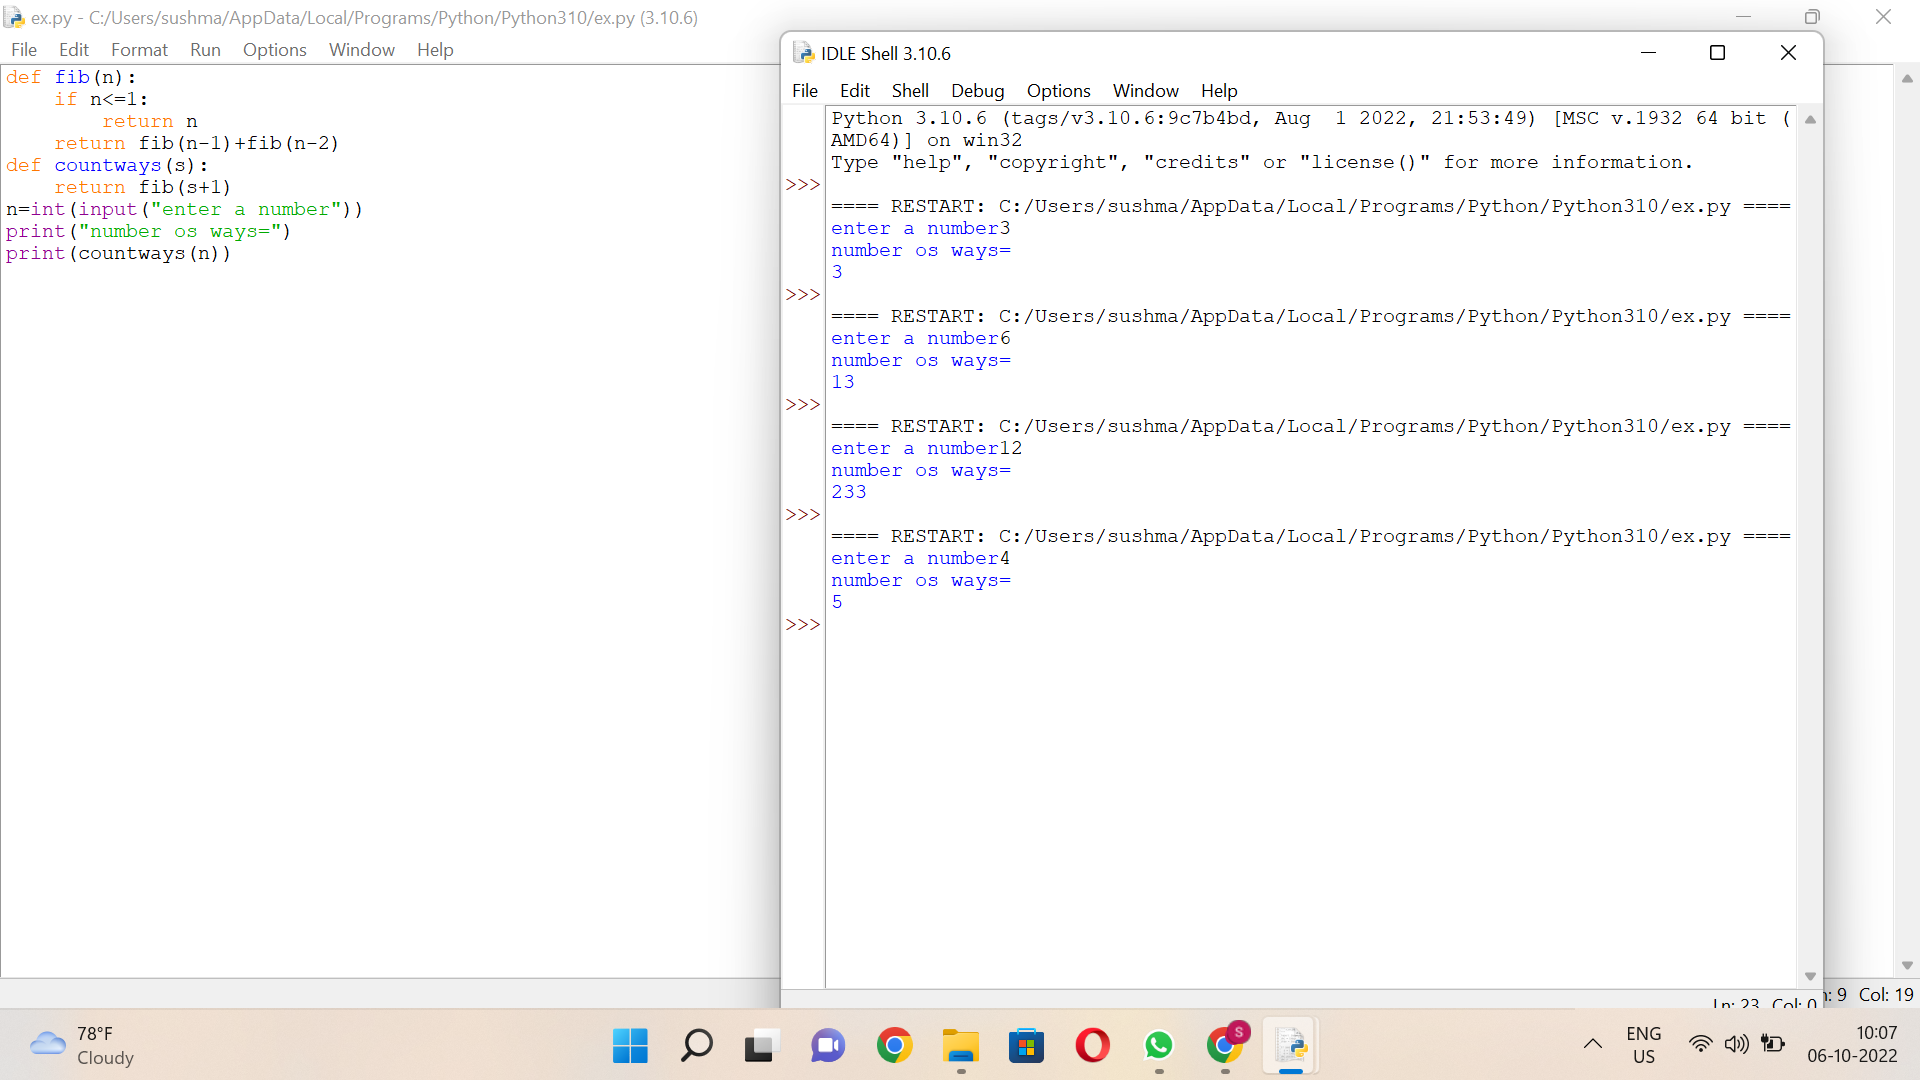 ex.py - C:/Users/sushma/AppData/Local/Programs/Python/Python310/ex.py (3.10.6)
File Edit Format Run Options Window Help
def fib(n):
    if n<=1:
        return n
    return fib(n-1)+fib(n-2)
def countways(s):
    return fib(s+1)
n=int(input("enter a number"))
print("number os ways=")
print(countways(n))
IDLE Shell 3.10.6
File Edit Shell Debug Options Window Help
Python 3.10.6 (tags/v3.10.6:9c7b4bd, Aug  1 2022, 21:53:49) [MSC v.1932 64 bit (
AMD64)] on win32
Type "help", "copyright", "credits" or "license()" for more information.
>>>
==== RESTART: C:/Users/sushma/AppData/Local/Programs/Python/Python310/ex.py ====
enter a number3
number os ways=
3
>>>
==== RESTART: C:/Users/sushma/AppData/Local/Programs/Python/Python310/ex.py ====
enter a number6
number os ways=
13
>>>
==== RESTART: C:/Users/sushma/AppData/Local/Programs/Python/Python310/ex.py ====
enter a number12
number os ways=
233
>>>
==== RESTART: C:/Users/sushma/AppData/Local/Programs/Python/Python310/ex.py ====
enter a number4
number os ways=
5
>>>
Ln: 23 Col: 0
: 9 Col: 19
78°F
Cloudy
S
ENG
US
10:07
06-10-2022